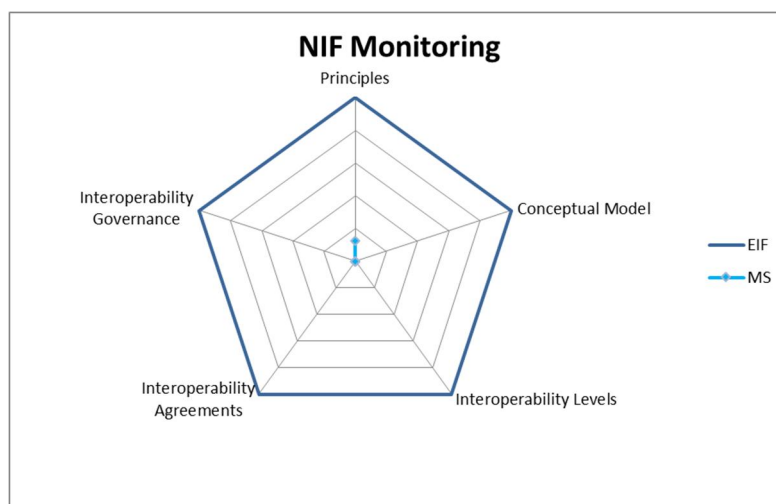 NIF Monitoring
Principles
Interoperability
Governance
Conceptual Model
EIF
MS
Interoperability
Agreements
Interoperability Levels